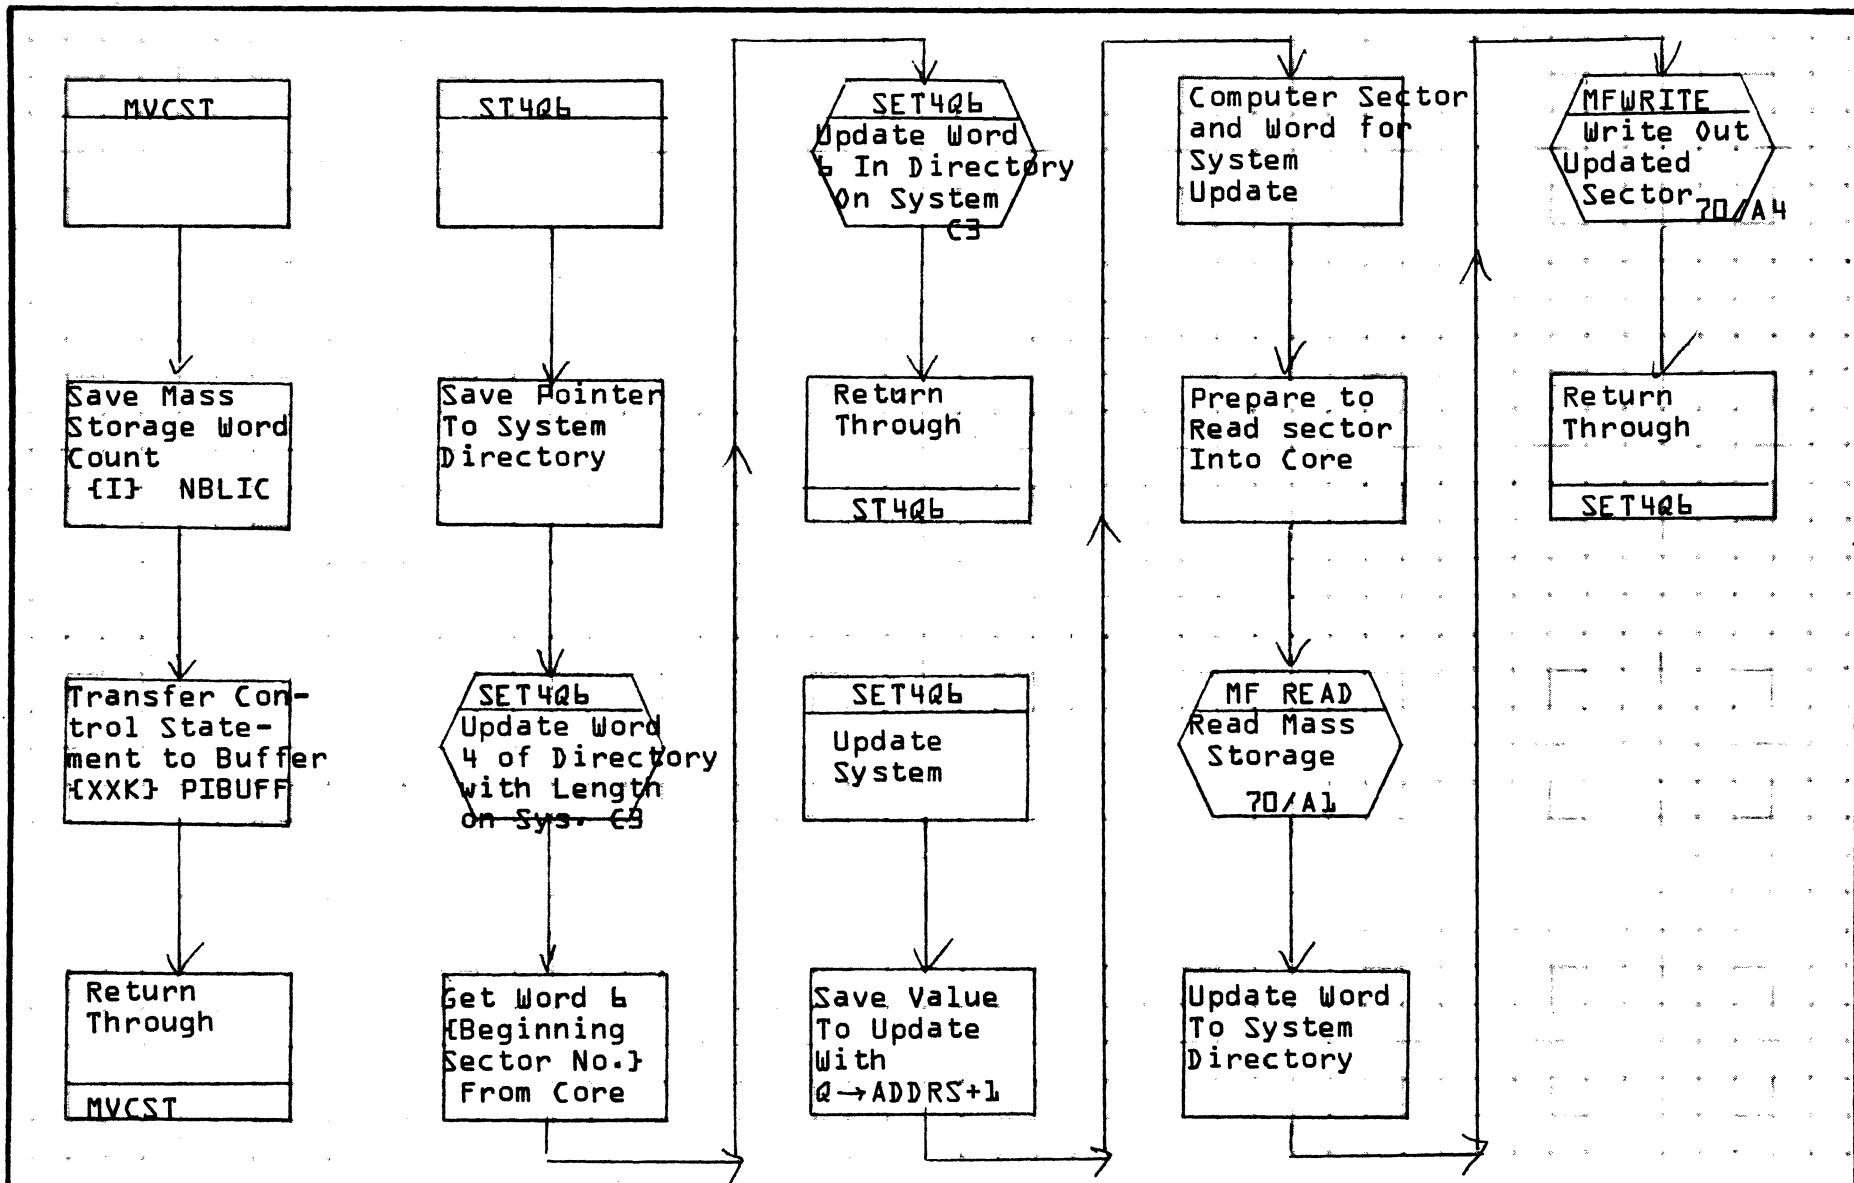 MVCST
Save Mass
Storage Word
Count
{I} NBLIC
Transfer Con-
trol State-
ment to Buffer
{XXK} PIBUFF
Return
Through
MVCST
ST4Q6
Save Pointer
To System
Directory
SET4Q6
Update Word
4 of Directory
with Length
on Sys. C3
Get Word 6
{Beginning
Sector No.}
From Core
SET4Q6
Update Word
6 In Directory
On System
C3
Return
Through
ST4Q6
SET4Q6
Update
System
Save Value
To Update
With
Q→ADDRS+1
Computer Sector
and Word for
System
Update
Prepare to
Read sector
Into Core
MF READ
Read Mass
Storage
70/A1
Update Word
To System
Directory
MFWRITE
Write Out
Updated
Sector
70/A4
Return
Through
SET4Q6